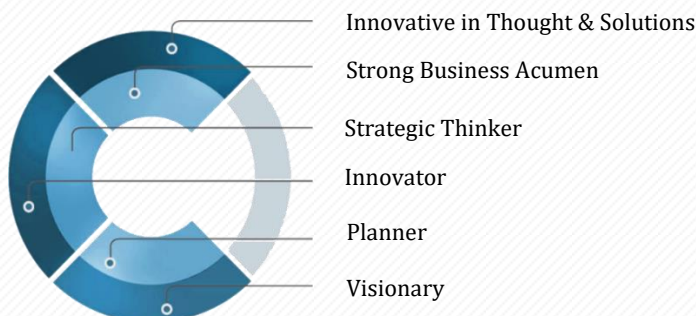 Innovative in Thought & Solutions
Strong Business Acumen
Strategic Thinker
Innovator
Planner
Visionary